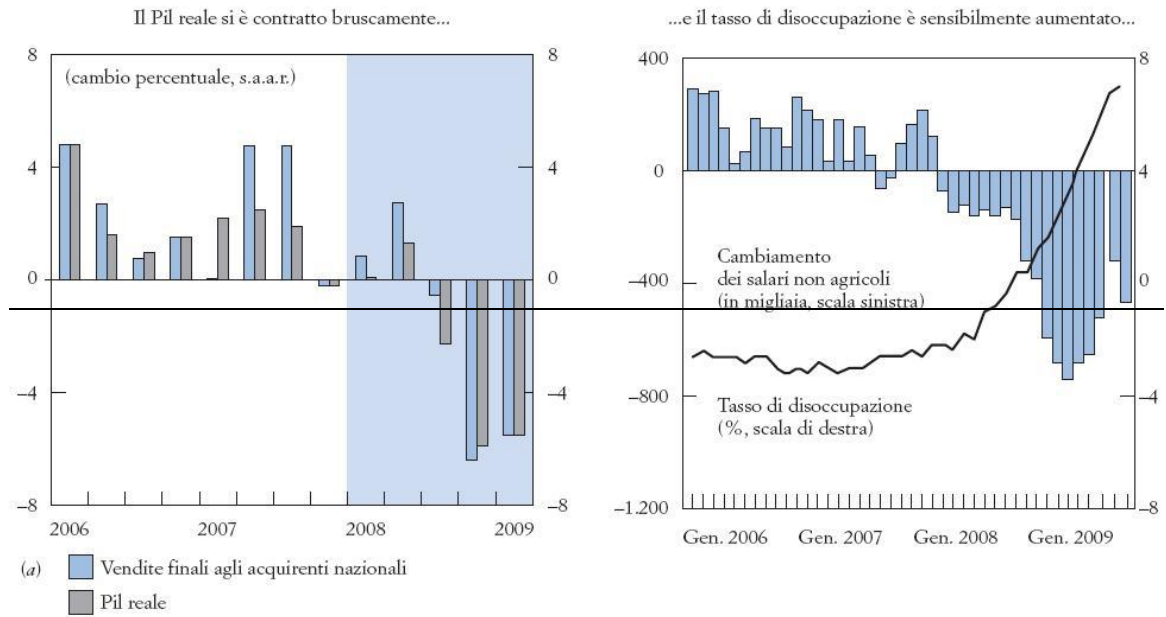 Il Pil reale si è contratto bruscamente...
8
8
(cambio percentuale, s.a.a.r.)
4
4
0
0
–4
–4
–8
–8
2006
2007
2008
2009
(a)
Vendite finali agli acquirenti nazionali
Pil reale
...e il tasso di disoccupazione è sensibilmente aumentato...
400
8
0
4
Cambiamento
dei salari non agricoli
(in migliaia, scala sinistra)
–400
0
–800
–4
Tasso di disoccupazione
(%, scala di destra)
–1.200
–8
Gen. 2006
Gen. 2007
Gen. 2008
Gen. 2009